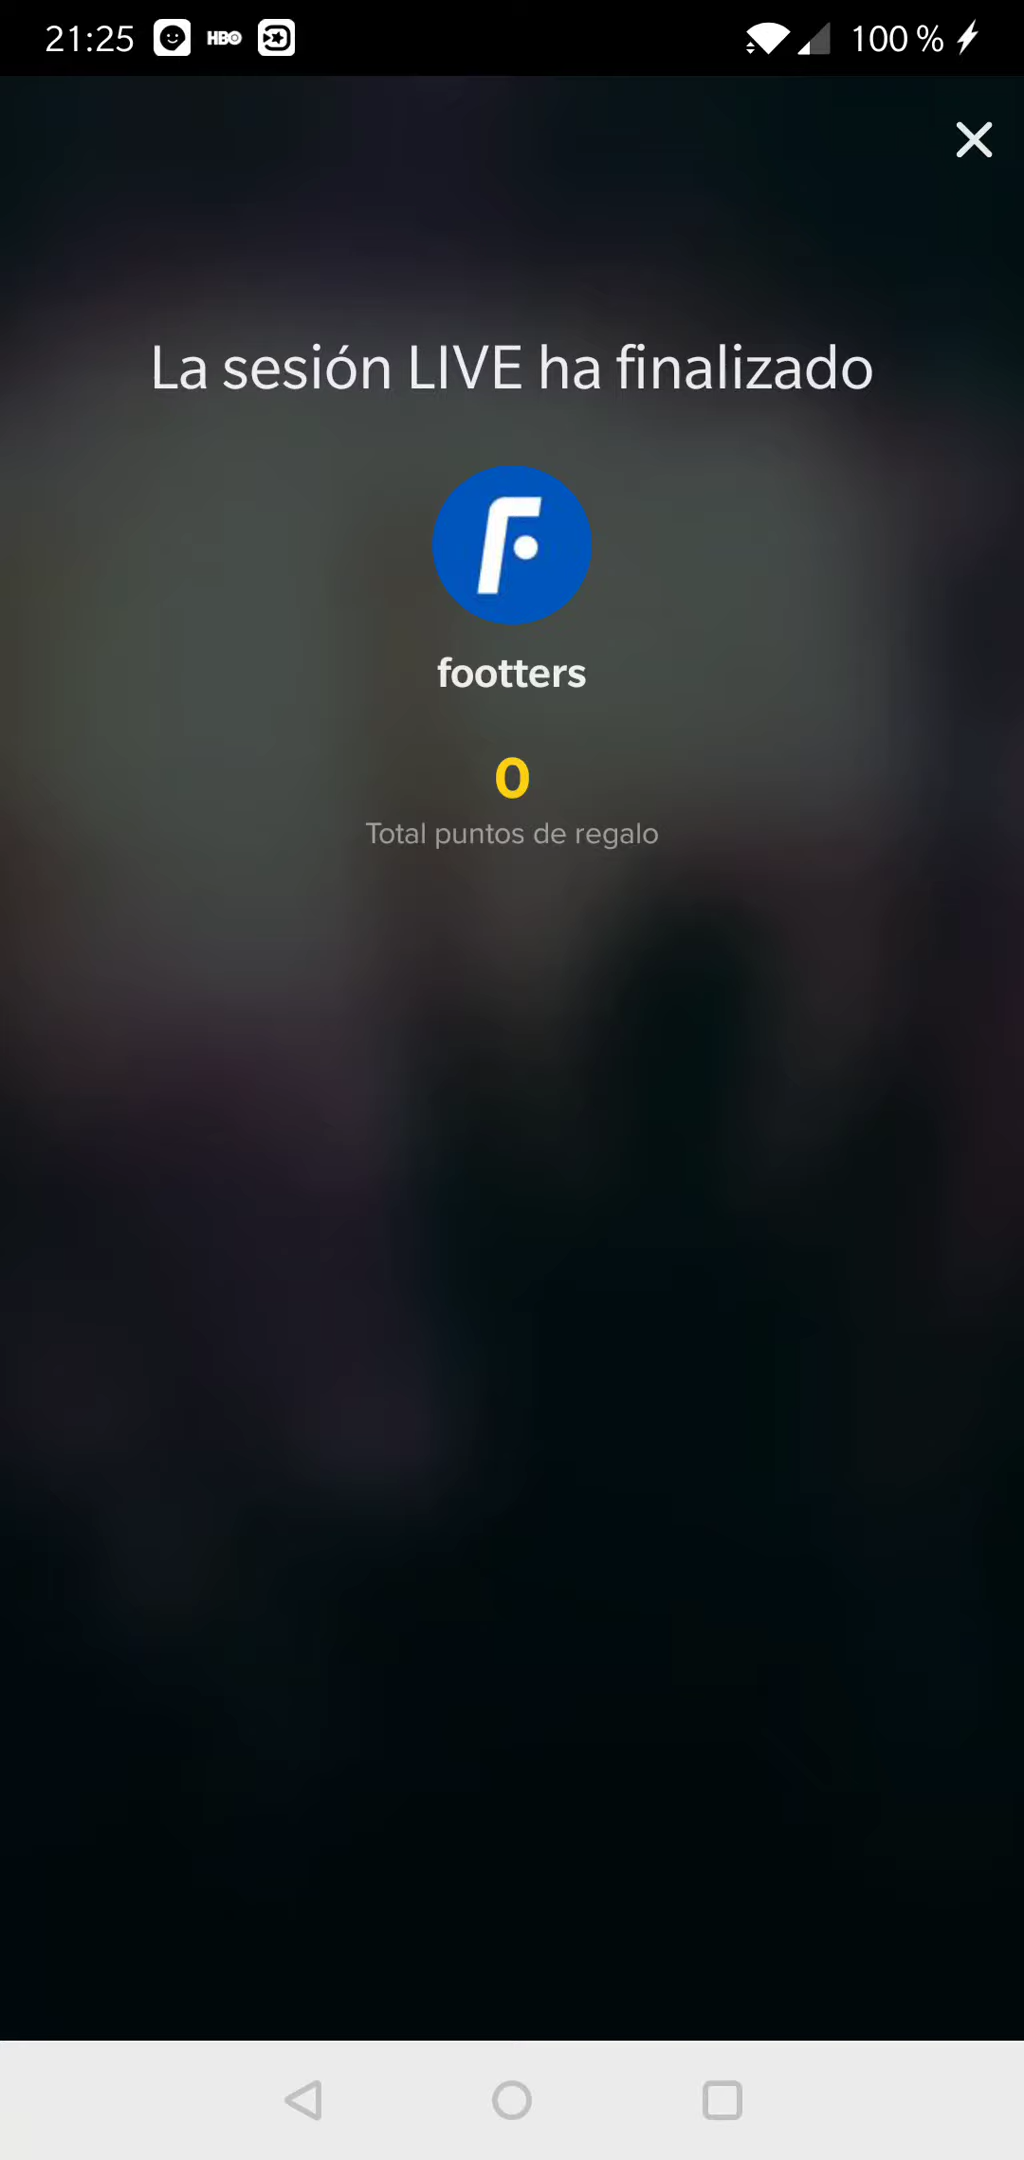 21:25 HBO 100 %
La sesión LIVE ha finalizado
footters
0
Total puntos de regalo